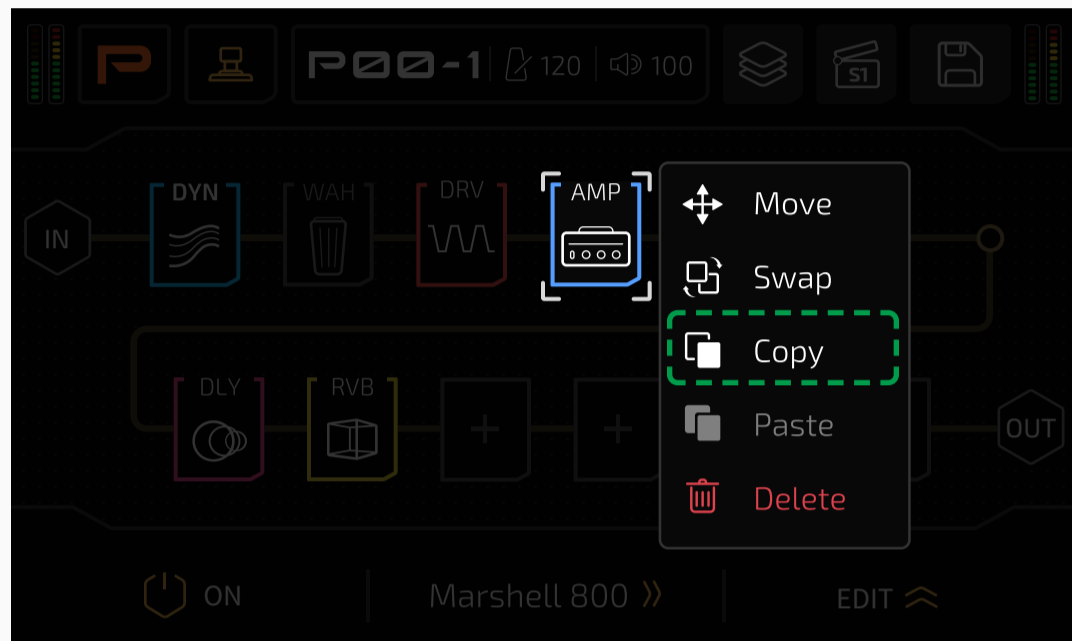 P00-1 120 100 S1
IN DYN WAH DRV AMP
Move
Swap
Copy
DLY RVB
Paste
OUT
Delete
ON Marshell 800 EDIT